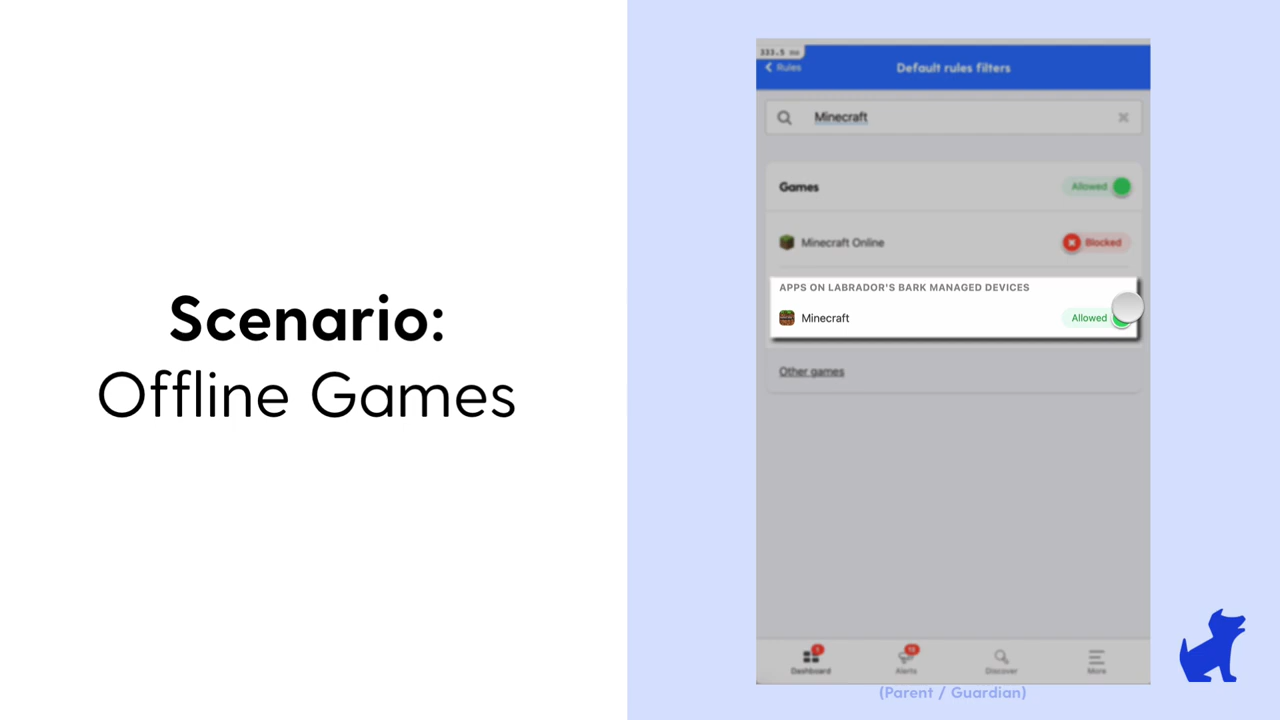 Scenario:
Offline Games
333.5
Rules
Default rules filters
Minecraft
Games
Allowed
Minecraft Online
Blocked
APPS ON LABRADOR'S BARK MANAGED DEVICES
Minecraft
Allowed
Other games
Dashboard
Alerts
Discover
More
(Parent / Guardian)